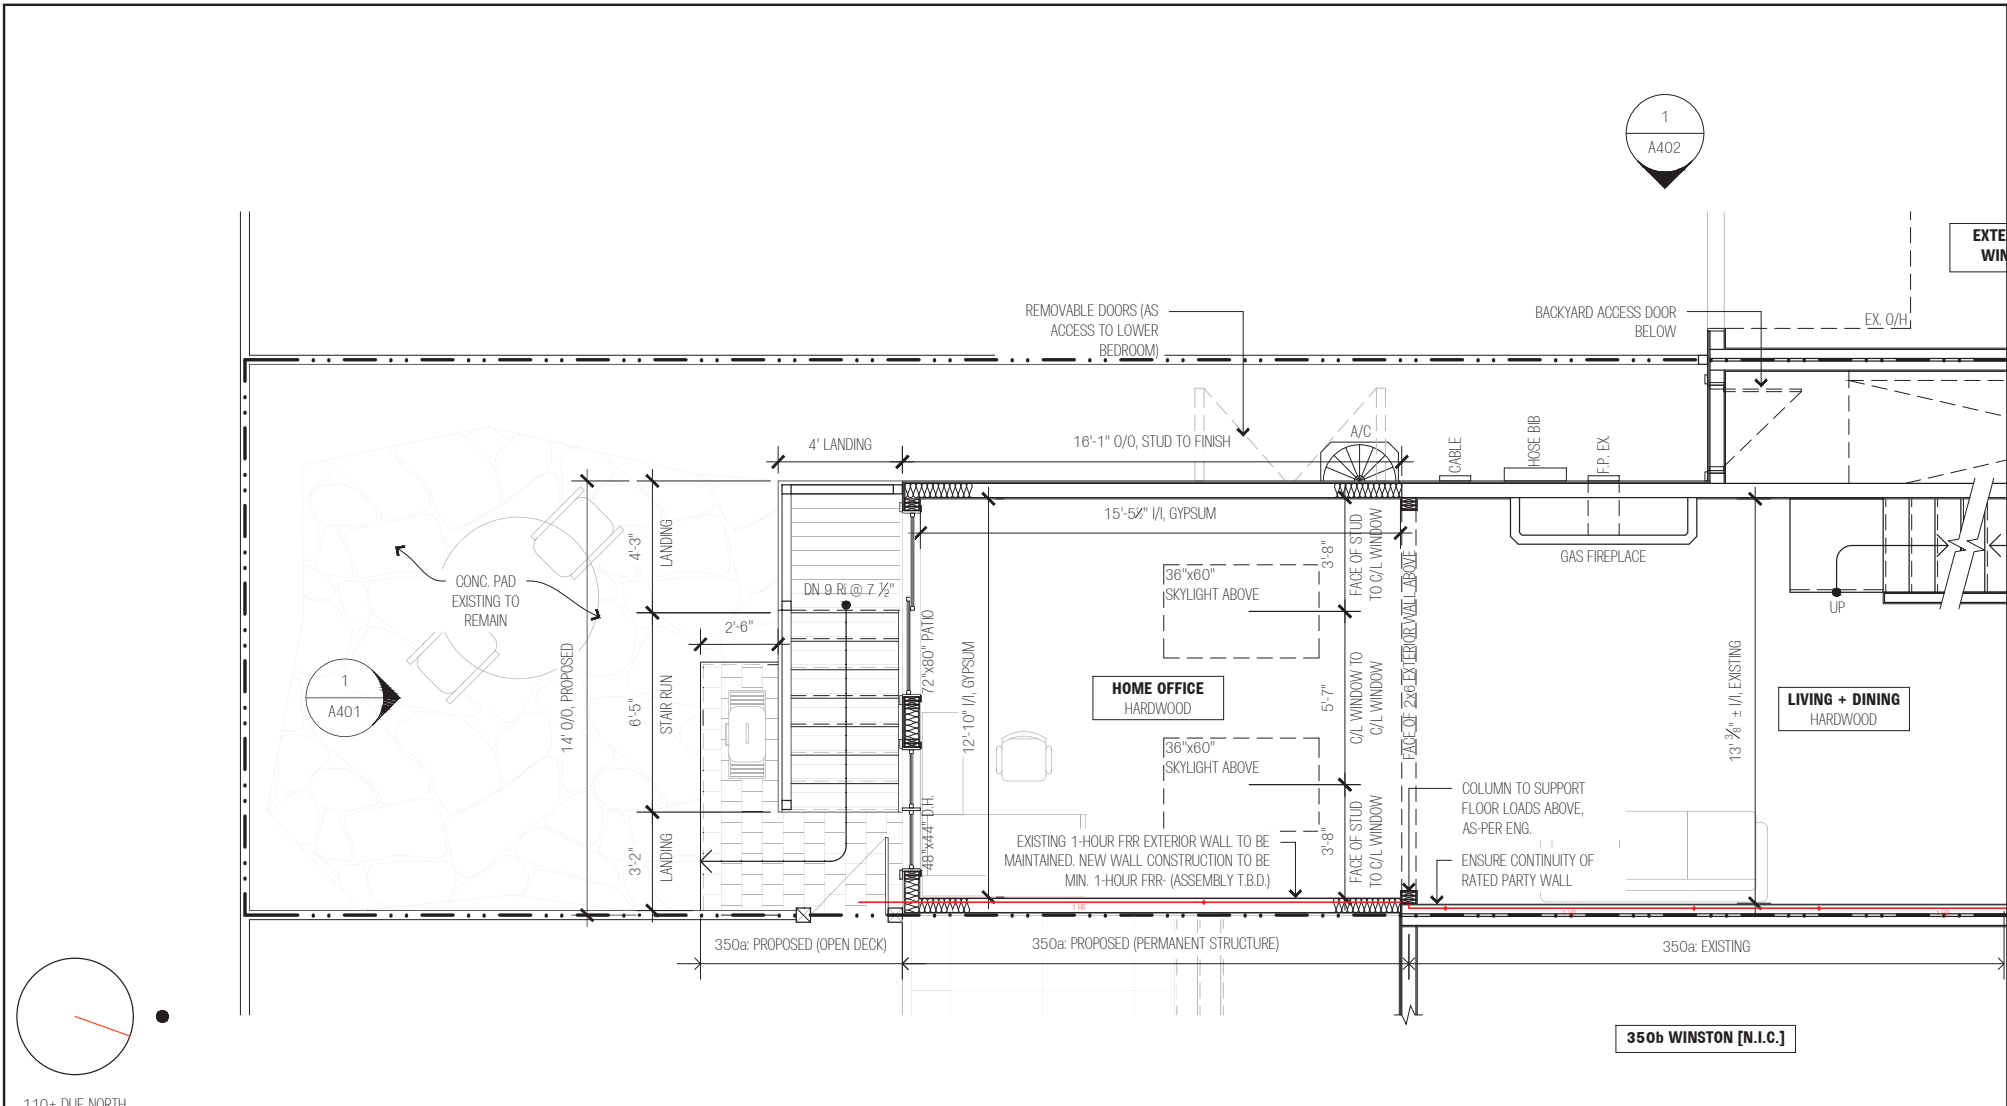 1
A402
EXTE
WIN
REMOVABLE DOORS (AS
ACCESS TO LOWER
BEDROOM)
BACKYARD ACCESS DOOR
BELOW
EX. O/H
4' LANDING
16'-1" O/O, STUD TO FINISH
A/C
CABLE
HOSE BIB
F.P. EX.
15'-5½" I/I, GYPSUM
GAS FIREPLACE
4'-3"
LANDING
CONC. PAD
EXISTING TO
REMAIN
DN 9 Ri @ 7 ½"
2'-6"
36"x60"
SKYLIGHT ABOVE
3'-8"
FACE OF STUD
TO C/L WINDOW
FACE OF 2x6 EXTERIOR WALL ABOVE
UP
1
A401
14' O/O, PROPOSED
6'-5"
STAIR RUN
72"x80" PATIO
12'-10" I/I, GYPSUM
HOME OFFICE
HARDWOOD
5'-7"
C/L WINDOW TO
C/L WINDOW
13' ⅜" ± I/I, EXISTING
LIVING + DINING
HARDWOOD
36"x60"
SKYLIGHT ABOVE
COLUMN TO SUPPORT
FLOOR LOADS ABOVE,
AS-PER ENG.
3'-2"
LANDING
48"x44" D.H.
EXISTING 1-HOUR FRR EXTERIOR WALL TO BE
MAINTAINED. NEW WALL CONSTRUCTION TO BE
MIN. 1-HOUR FRR- (ASSEMBLY T.B.D.)
3'-8"
FACE OF STUD
TO C/L WINDOW
ENSURE CONTINUITY OF
RATED PARTY WALL
1 HR
350a: PROPOSED (OPEN DECK)
350a: PROPOSED (PERMANENT STRUCTURE)
350a: EXISTING
350b WINSTON [N.I.C.]
110± DUE NORTH